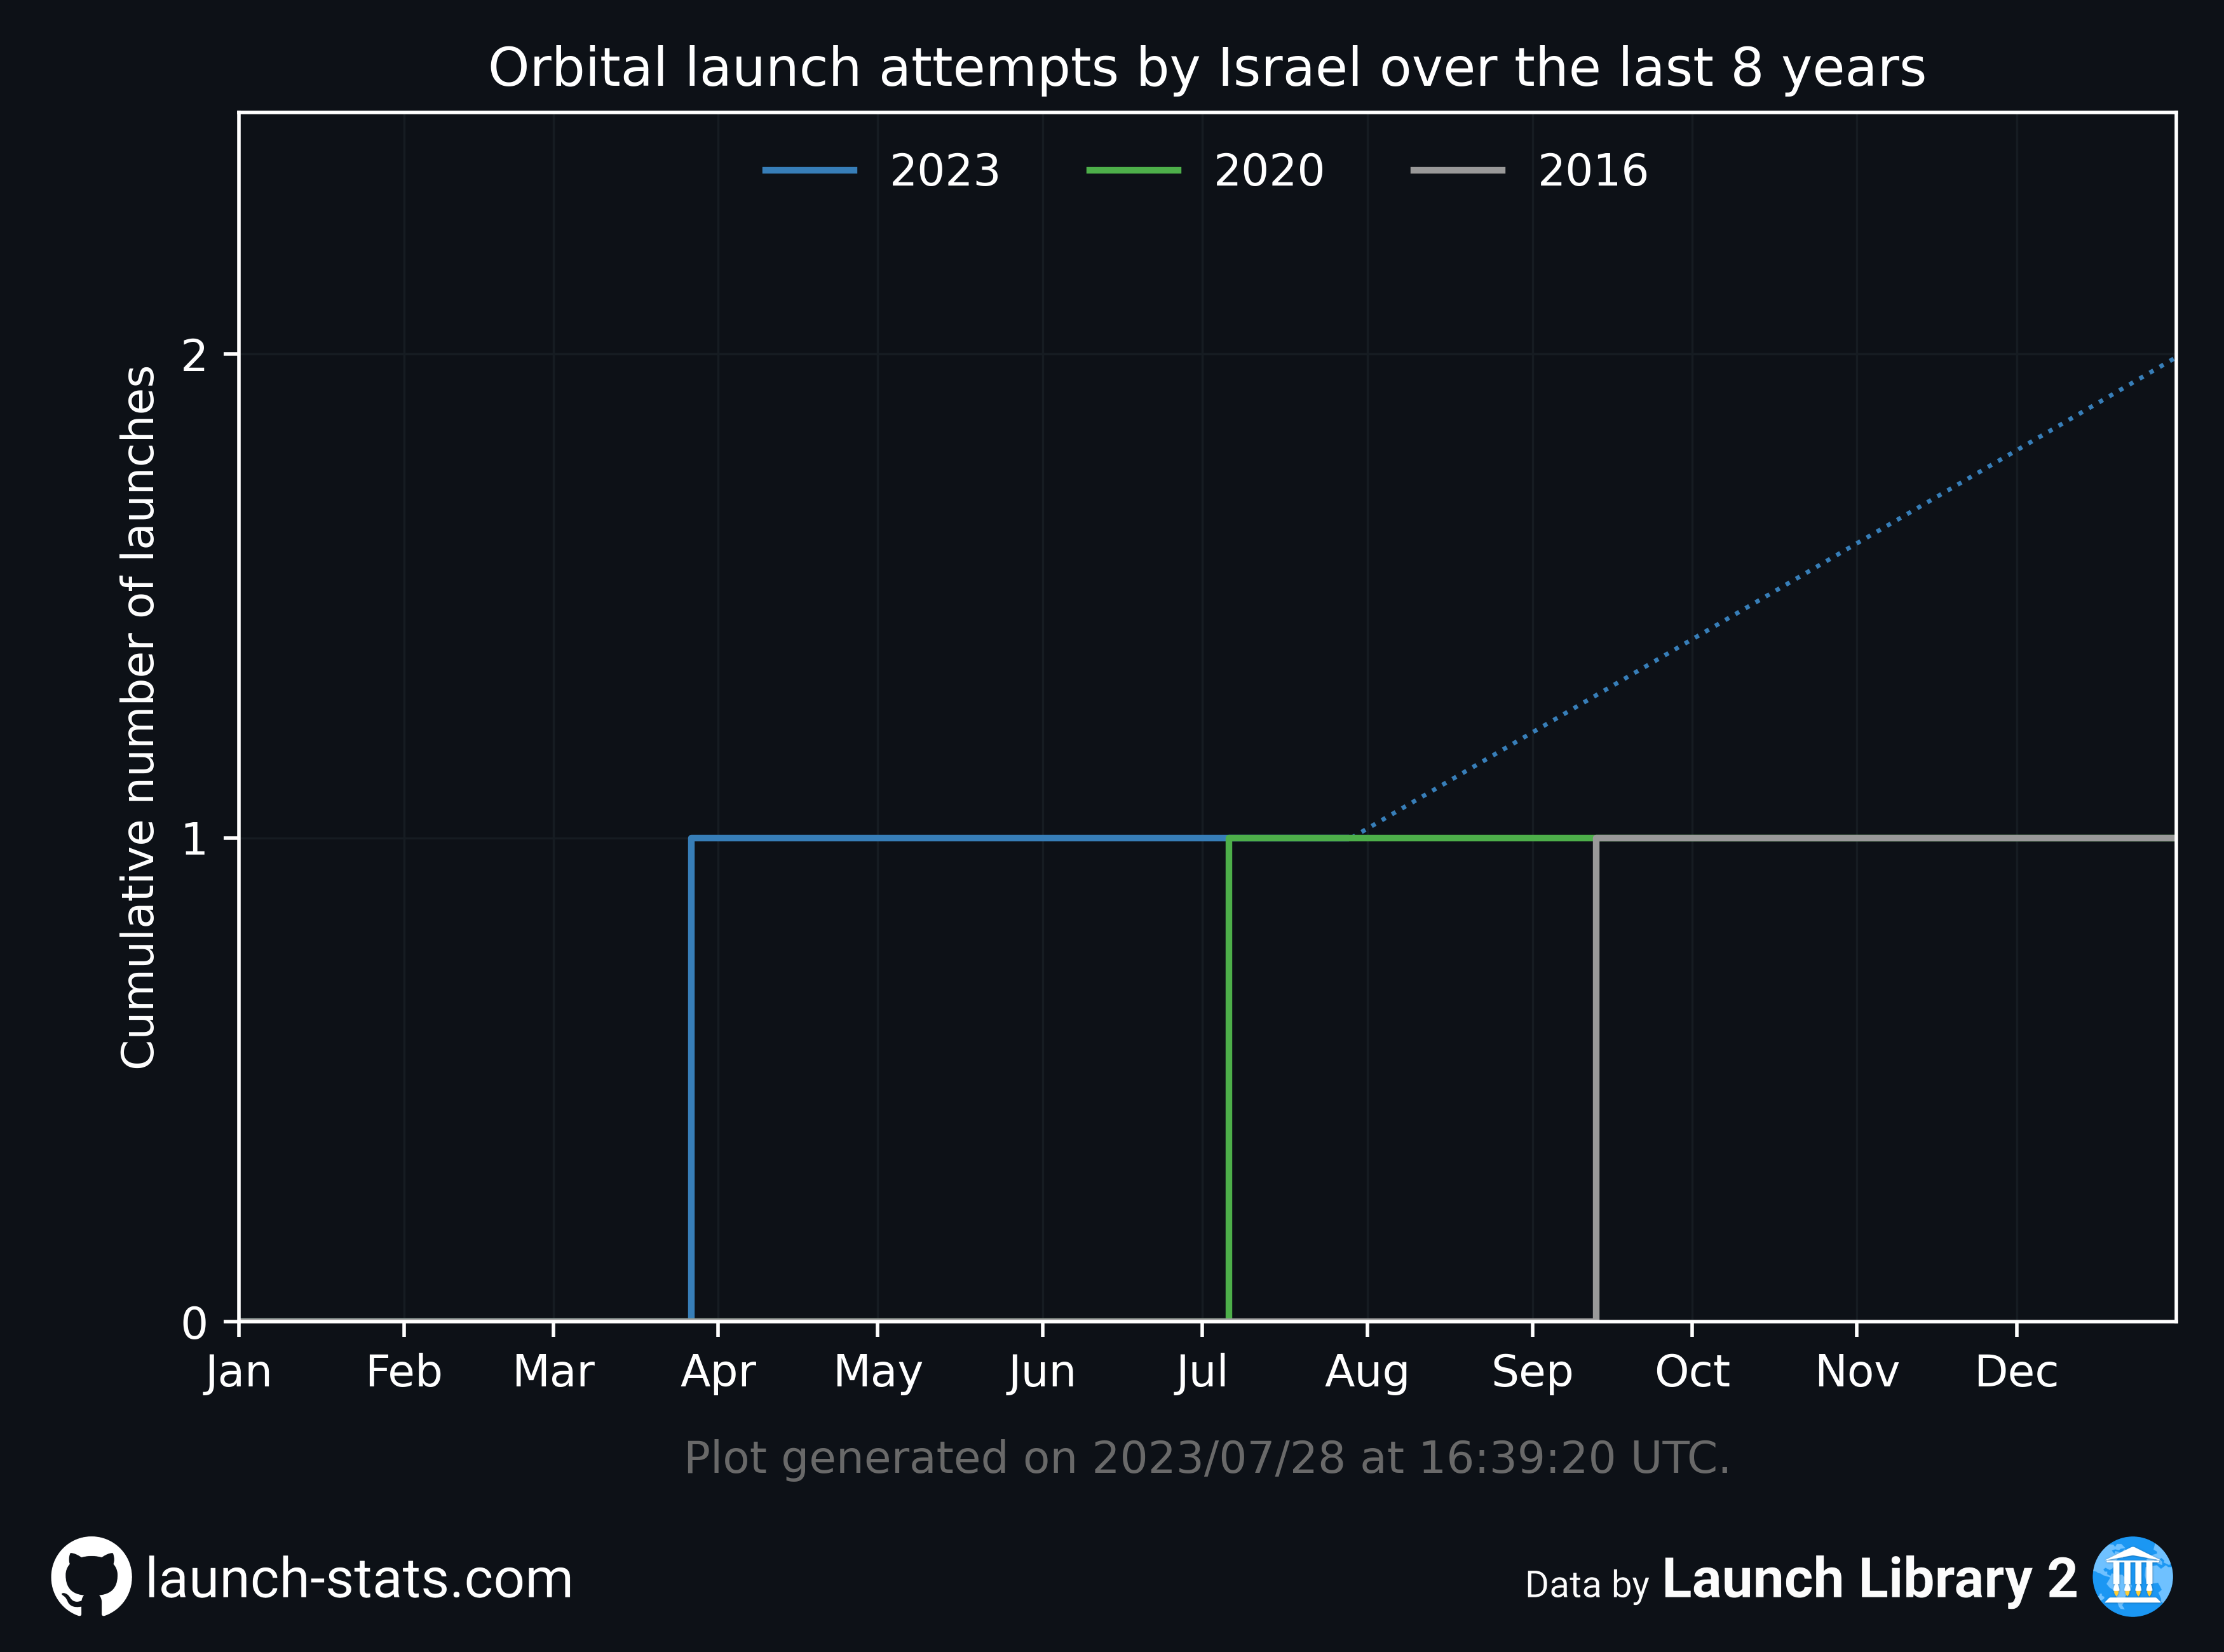 Orbital launch attempts by Israel over the last 8 years
2023 2020 2016
Cumulative number of launches
2
1
0
Jan Feb Mar Apr May Jun Jul Aug Sep Oct Nov Dec
Plot generated on 2023/07/28 at 16:39:20 UTC.
launch-stats.com
Data by Launch Library 2